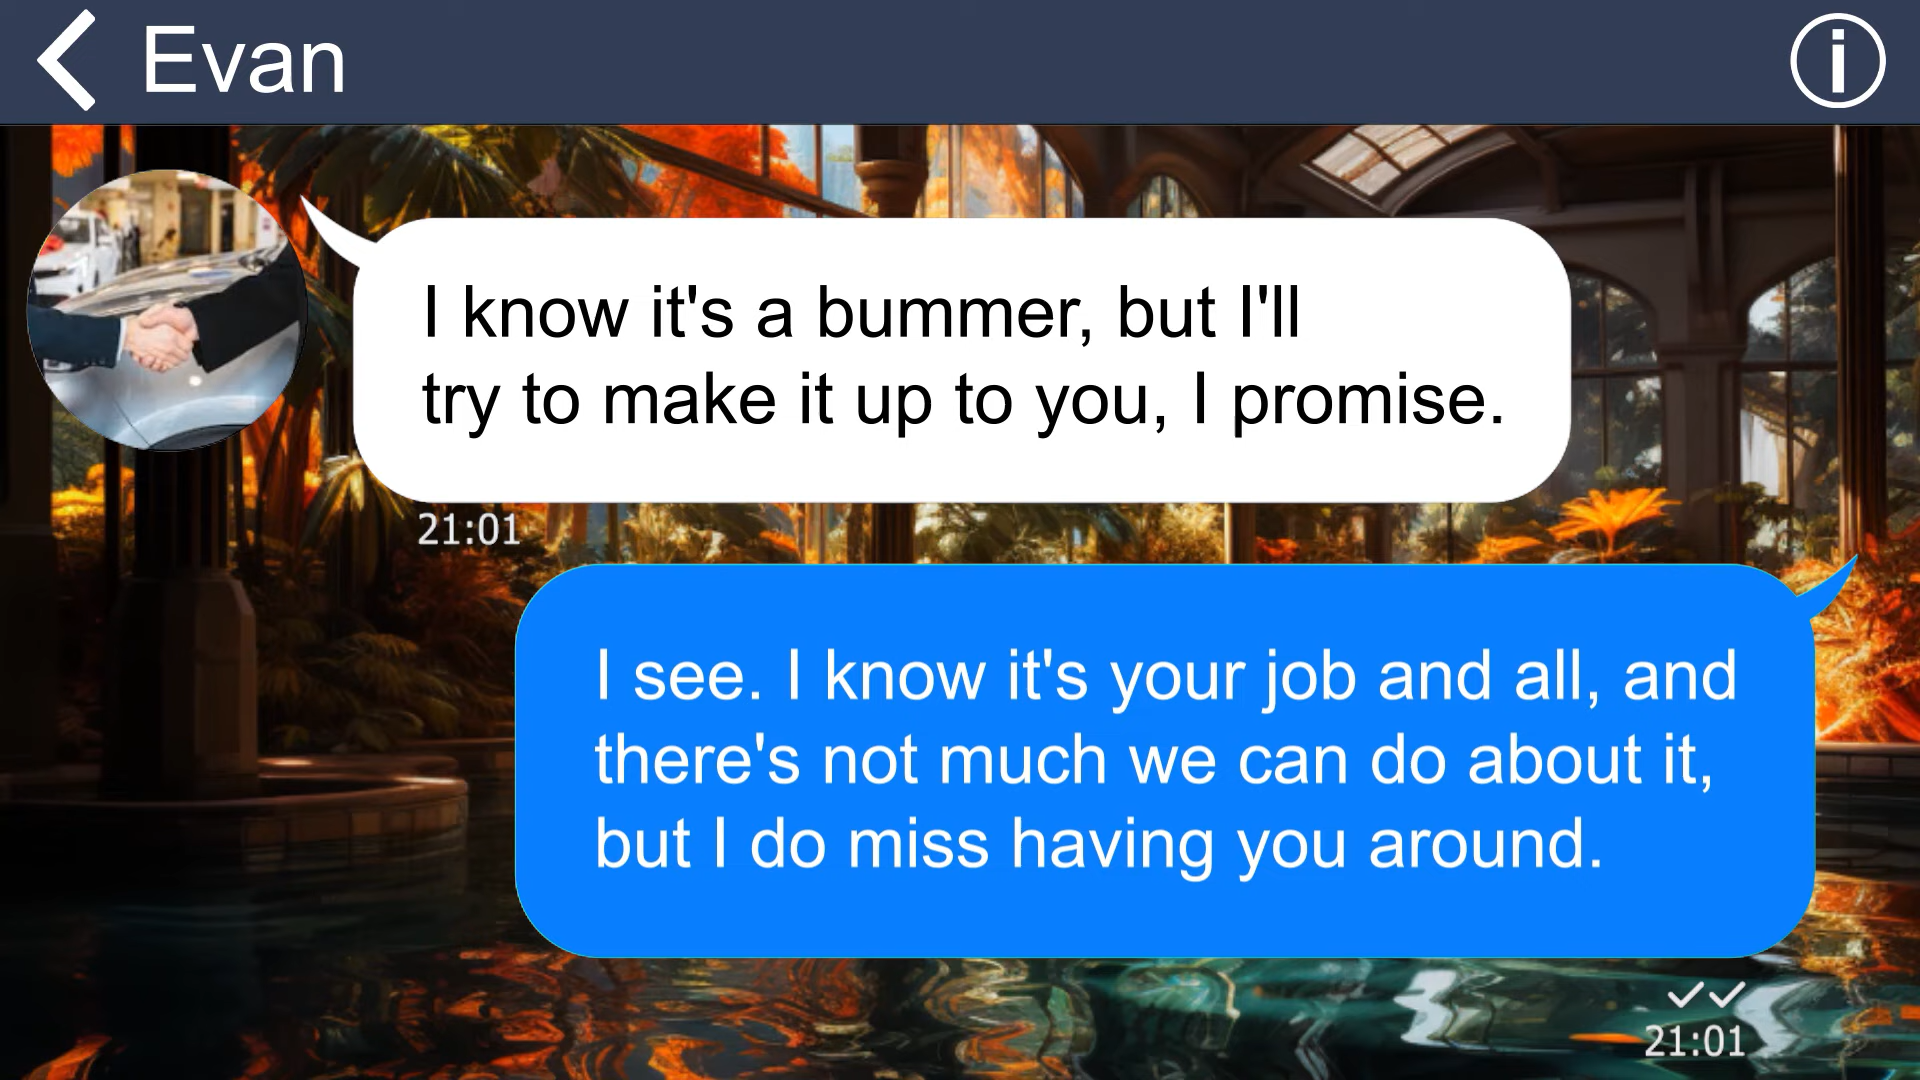 Evan
I know it's a bummer, but I'll
try to make it up to you, I promise.
21:01
I see. I know it's your job and all, and
there's not much we can do about it,
but I do miss having you around.
21:01